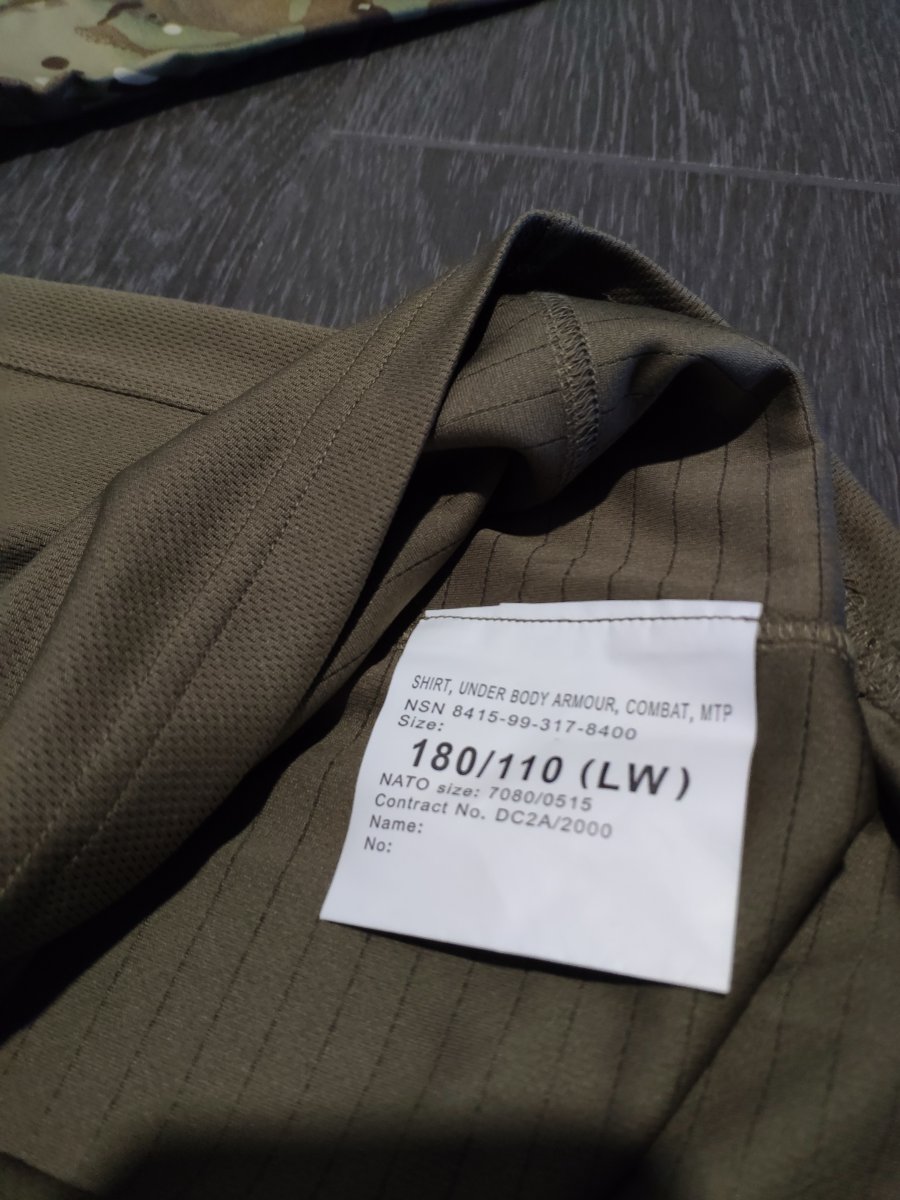 SHIRT, UNDER BODY ARMOUR, COMBAT, MTP
NSN 8415-99-317-8400
Size:
180/110 (LW)
NATO size: 7080/0515
Contract No. DC2A/2000
Name:
No: